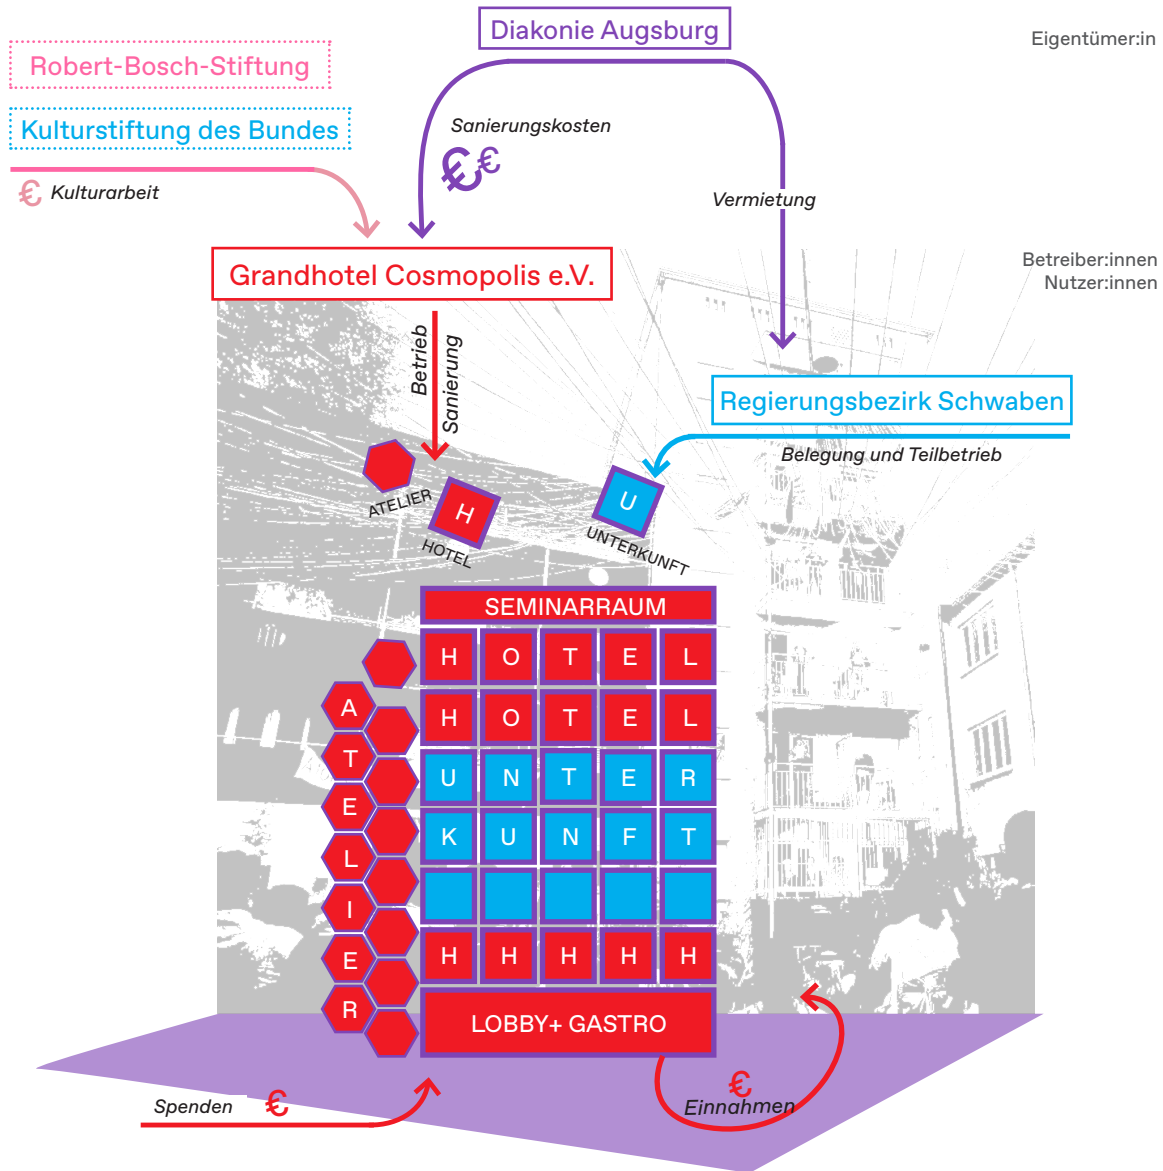 Diakonie Augsburg
Eigentümer:in
Robert-Bosch-Stiftung
Kulturstiftung des Bundes
Sanierungskosten
€€
€ Kulturarbeit
Vermietung
Grandhotel Cosmopolis e.V.
Betreiber:innen
Nutzer:innen
Betrieb
Sanierung
Regierungsbezirk Schwaben
Belegung und Teilbetrieb
ATELIER
H
HOTEL
U
UNTERKUNFT
SEMINARRAUM
H O T E L
H O T E L
U N T E R
K U N F T
H H H H H
A
T
E
L
I
E
R
LOBBY+ GASTRO
Spenden €
€
Einnahmen